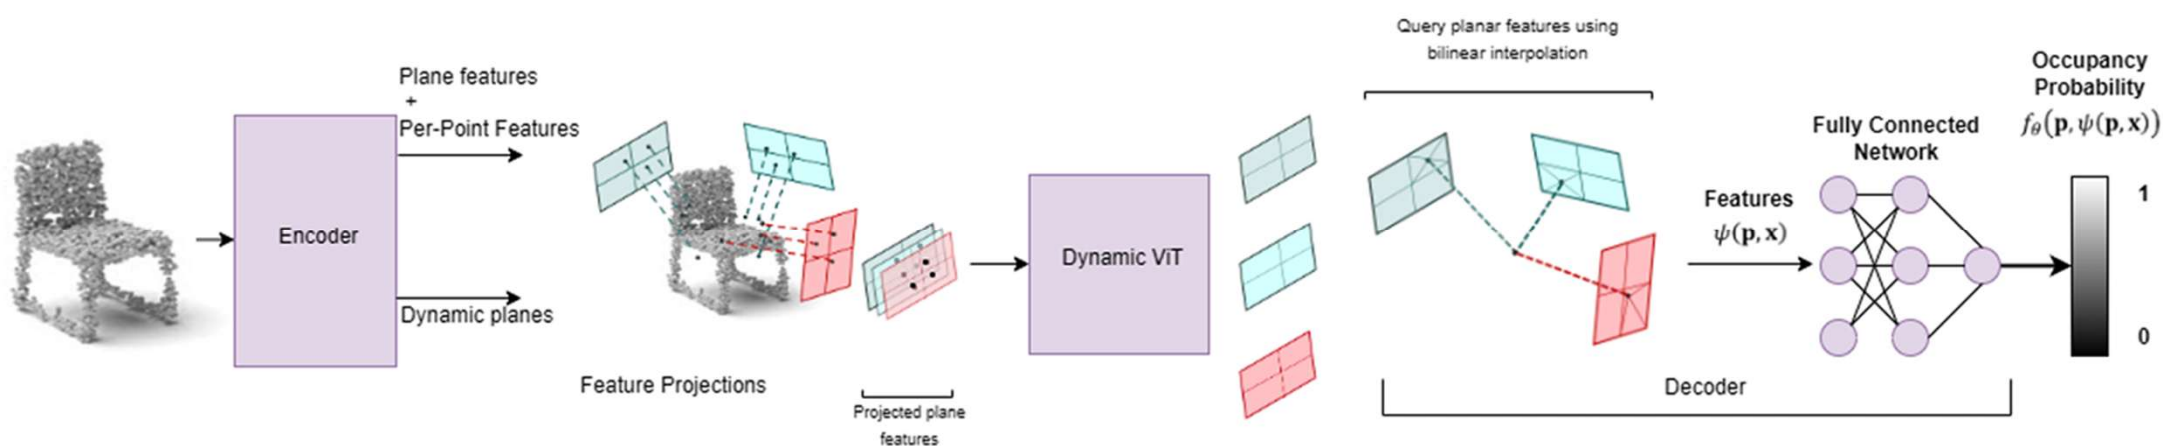 Plane features
+
Per-Point Features
Encoder
Dynamic planes
Feature Projections
Projected plane
features
Dynamic ViT
Query planar features using
bilinear interpolation
Features
ψ(p, x)
Fully Connected
Network
Decoder
Occupancy
Probability
fθ(p, ψ(p, x))
1
0